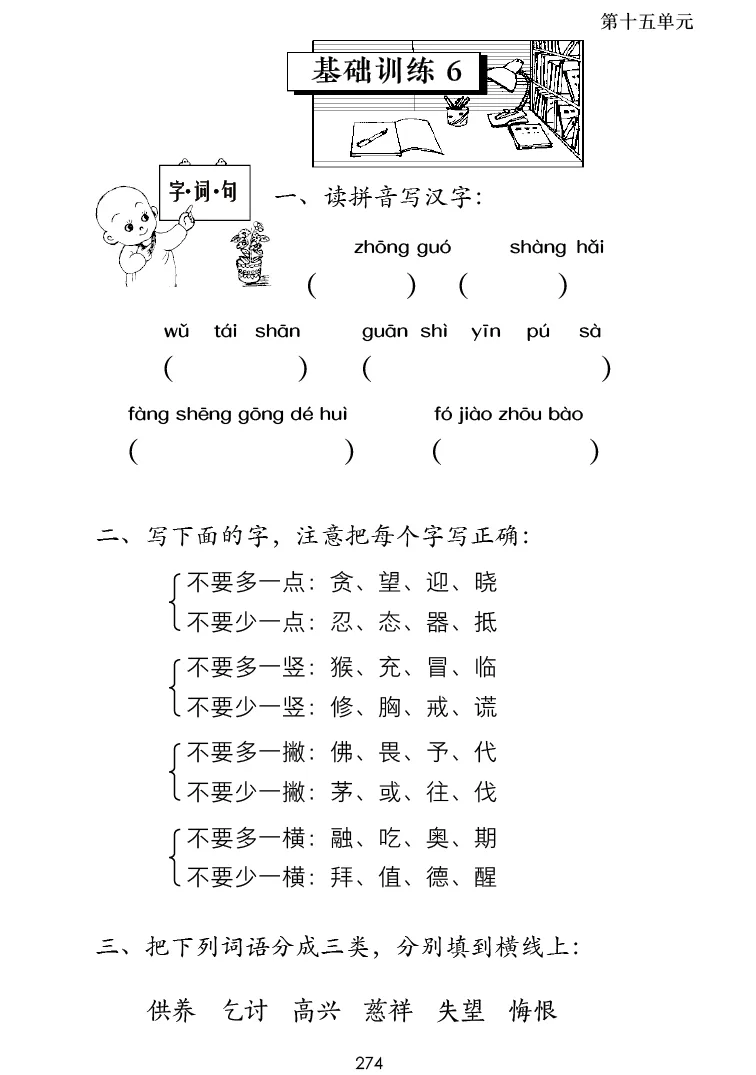 第十五单元
基础训练 6
字·词·句
一、读拼音写汉字：
zhōng guó shàng hǎi
( ) ( )
wǔ tái shān guān shì yīn pú sà
( ) ( )
fàng shēng gōng dé huì fó jiào zhōu bào
( ) ( )
二、写下面的字，注意把每个字写正确：
不要多一点：贪、望、迎、晓
不要少一点：忍、态、器、抵
不要多一竖：猴、充、冒、临
不要少一竖：修、胸、戒、谎
不要多一撇：佛、畏、予、代
不要少一撇：茅、或、往、伐
不要多一横：融、吃、奥、期
不要少一横：拜、值、德、醒
三、把下列词语分成三类，分别填到横线上：
供养 乞讨 高兴 慈祥 失望 悔恨
274